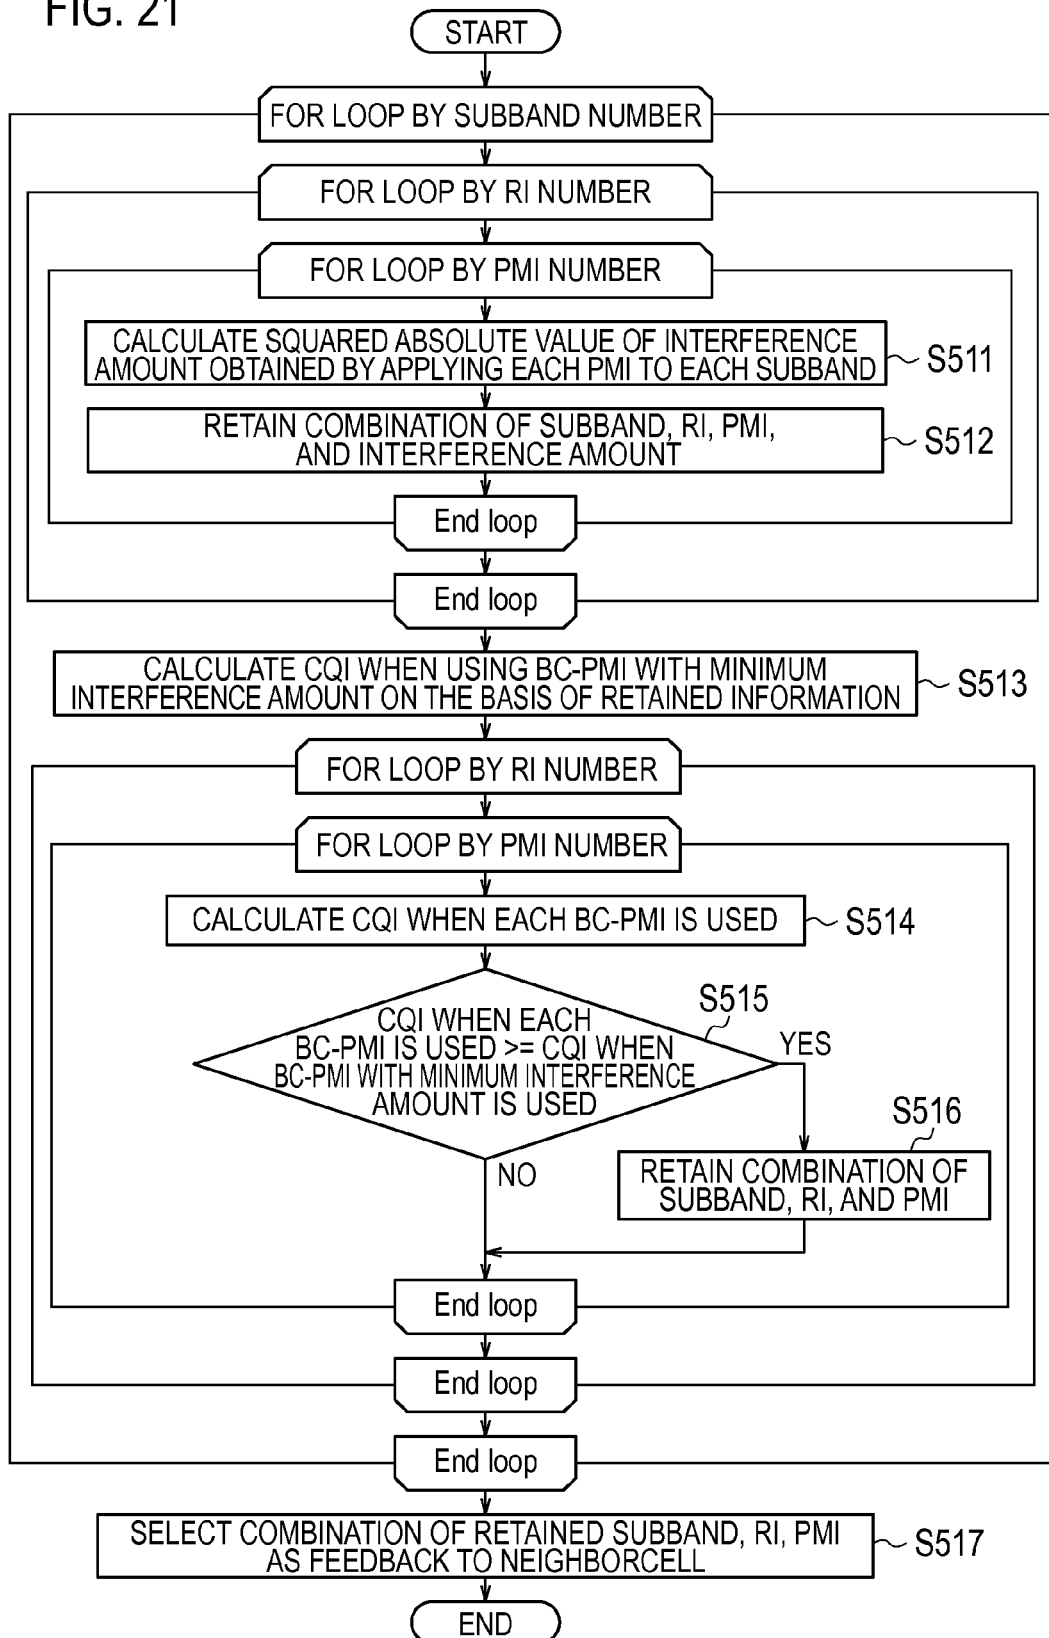 FIG. 21
START
FOR LOOP BY SUBBAND NUMBER
FOR LOOP BY RI NUMBER
FOR LOOP BY PMI NUMBER
CALCULATE SQUARED ABSOLUTE VALUE OF INTERFERENCE
AMOUNT OBTAINED BY APPLYING EACH PMI TO EACH SUBBAND
S511
RETAIN COMBINATION OF SUBBAND, RI, PMI,
AND INTERFERENCE AMOUNT
S512
End loop
End loop
CALCULATE CQI WHEN USING BC-PMI WITH MINIMUM
INTERFERENCE AMOUNT ON THE BASIS OF RETAINED INFORMATION
S513
FOR LOOP BY RI NUMBER
FOR LOOP BY PMI NUMBER
CALCULATE CQI WHEN EACH BC-PMI IS USED
S514
S515
CQI WHEN EACH
BC-PMI IS USED >= CQI WHEN
BC-PMI WITH MINIMUM INTERFERENCE
AMOUNT IS USED
YES
NO
S516
RETAIN COMBINATION OF
SUBBAND, RI, AND PMI
End loop
End loop
End loop
SELECT COMBINATION OF RETAINED SUBBAND, RI, PMI
AS FEEDBACK TO NEIGHBORCELL
S517
END